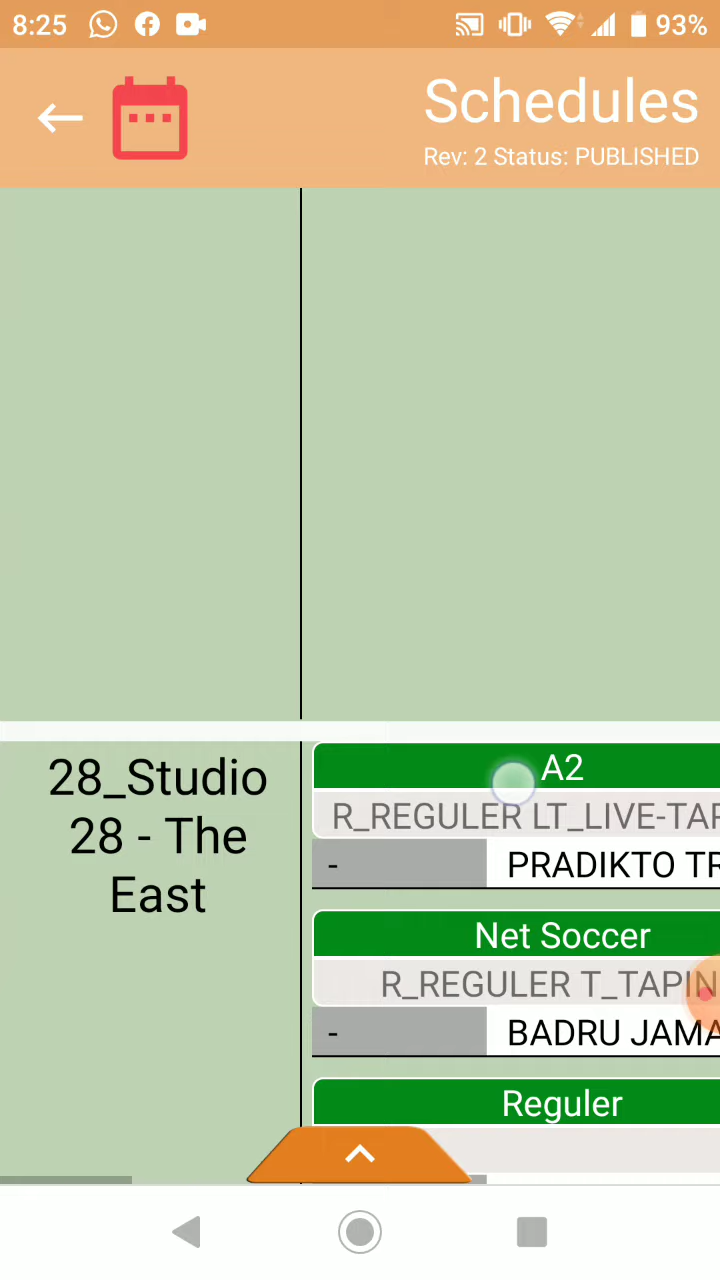 8:25
93%
Schedules
Rev: 2 Status: PUBLISHED
28_Studio
28 - The
East
A2
R_REGULER LT_LIVE-TAP
-
PRADIKTO TR
Net Soccer
R_REGULER T_TAPIN
-
BADRU JAMA
Reguler